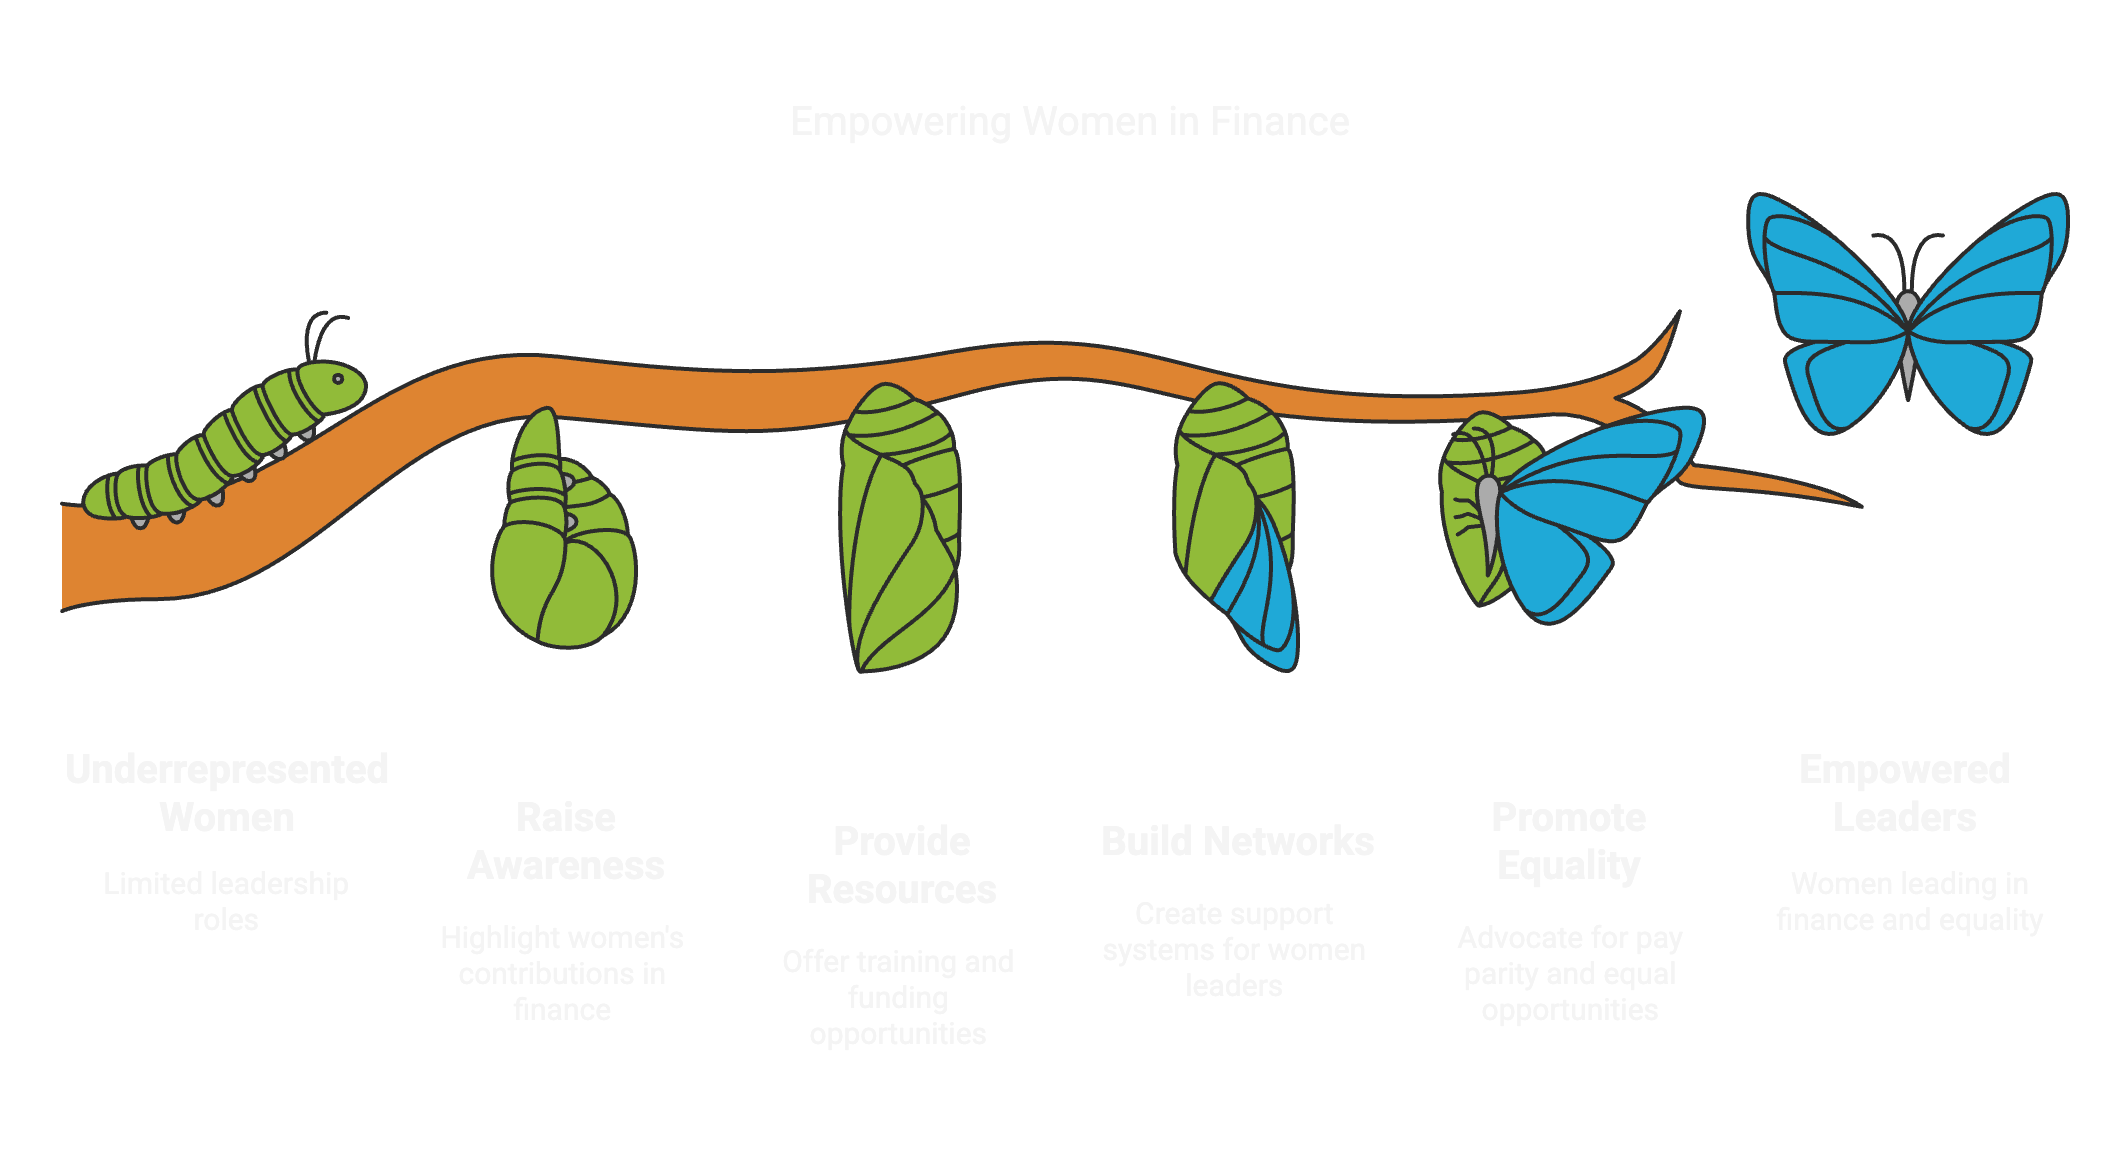 Empowering Women in Finance
Underrepresented
Women
Limited leadership
roles
Raise
Awareness
Highlight women's
contributions in
finance
Provide
Resources
Offer training and
funding
opportunities
Build Networks
Create support
systems for women
leaders
Promote
Equality
Advocate for pay
parity and equal
opportunities
Empowered
Leaders
Women leading in
finance and equality